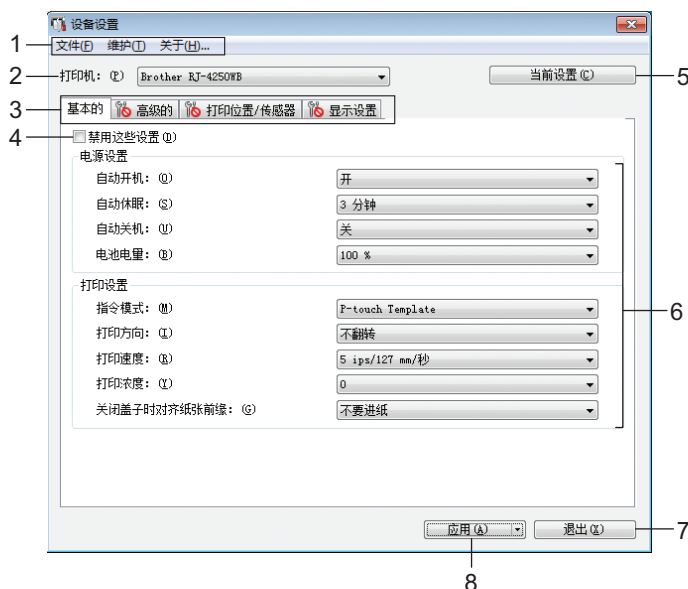 设备设置
1 文件(F) 维护(T) 关于(H)...
2 打印机: (P) Brother RJ-4250WB 当前设置(C) 5
3 基本的 高级的 打印位置/传感器 显示设置
4 禁用这些设置(D)
电源设置
自动开机: (O) 开
自动休眠: (S) 3 分钟
自动关机: (U) 关
电池电量: (B) 100 %
打印设置
指令模式: (M) P-touch Template 6
打印方向: (I) 不翻转
打印速度: (R) 5 ips/127 mm/秒
打印浓度: (Y) 0
关闭盖子时对齐纸张前缘: (G) 不要进纸
应用(A) 退出(X) 7
8